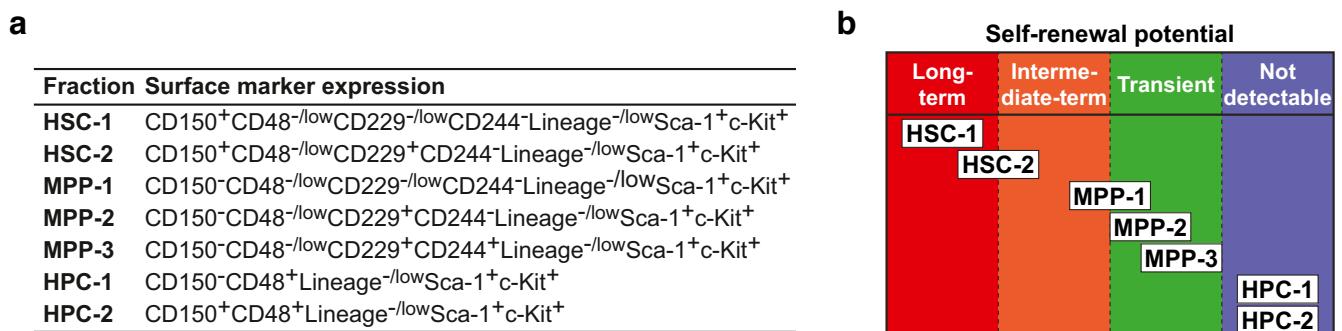 a
Fraction Surface marker expression
HSC-1 CD150⁺CD48⁻/ˡᵒʷCD229⁻/ˡᵒʷCD244⁻Lineage⁻/ˡᵒʷSca-1⁺c-Kit⁺
HSC-2 CD150⁺CD48⁻/ˡᵒʷCD229⁺CD244⁻Lineage⁻/ˡᵒʷSca-1⁺c-Kit⁺
MPP-1 CD150⁻CD48⁻/ˡᵒʷCD229⁻/ˡᵒʷCD244⁻Lineage⁻/ˡᵒʷSca-1⁺c-Kit⁺
MPP-2 CD150⁻CD48⁻/ˡᵒʷCD229⁺CD244⁻Lineage⁻/ˡᵒʷSca-1⁺c-Kit⁺
MPP-3 CD150⁻CD48⁻/ˡᵒʷCD229⁺CD244⁺Lineage⁻/ˡᵒʷSca-1⁺c-Kit⁺
HPC-1 CD150⁻CD48⁺Lineage⁻/ˡᵒʷSca-1⁺c-Kit⁺
HPC-2 CD150⁺CD48⁺Lineage⁻/ˡᵒʷSca-1⁺c-Kit⁺
b
Self-renewal potential
Long-
term
Interme-
diate-term
Transient
Not
detectable
HSC-1
HSC-2
MPP-1
MPP-2
MPP-3
HPC-1
HPC-2